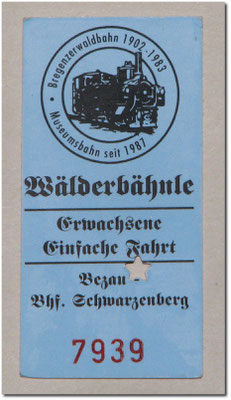 Bregenzerwaldbahn 1902-1983
Museumsbahn seit 1987
Wälderbähnle
Erwachsene
Einfache Fahrt
Bezau -
Bhf. Schwarzenberg
7939